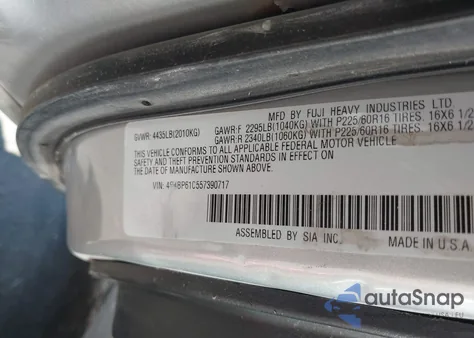 MFD BY FUJI HEAVY INDUSTRIES LTD.
GVWR: 4435LB(2010KG)
GAWR:F 2295LB(1040KG) WITH P225/60R16 TIRES. 16X6 1/2
GAWR:R 2340LB(1060KG) WITH P225/60R16 TIRES. 16X6 1/2
THIS VEHICLE CONFORMS TO ALL APPLICABLE FEDERAL MOTOR VEHICLE
SAFETY AND THEFT PREVENTION STANDARDS IN EFFECT ON
THE DATE OF MANUFACTURE SHOWN ABOVE.
VIN: BP61C557390717
ASSEMBLED BY SIA INC. MADE IN U.S.A.
autoSnap